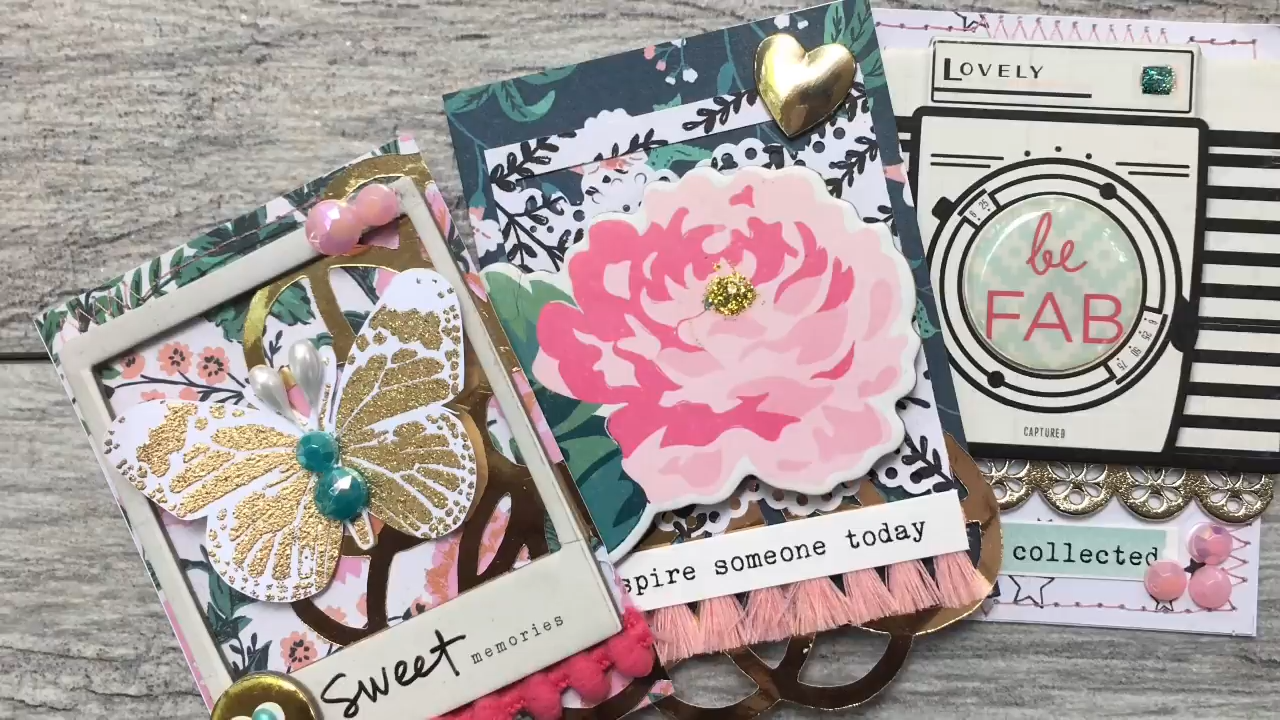 LOVELY
be
FAB
CAPTURED
spire someone today
collected
sweet memories